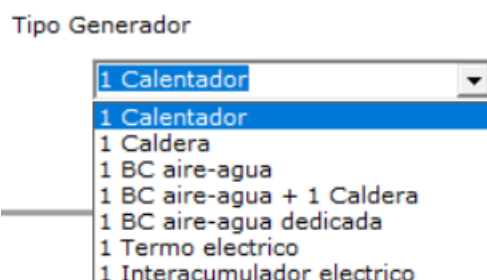 Tipo Generador
1 Calentador
1 Calentador
1 Caldera
1 BC aire-agua
1 BC aire-agua + 1 Caldera
1 BC aire-agua dedicada
1 Termo electrico
1 Interacumulador electrico